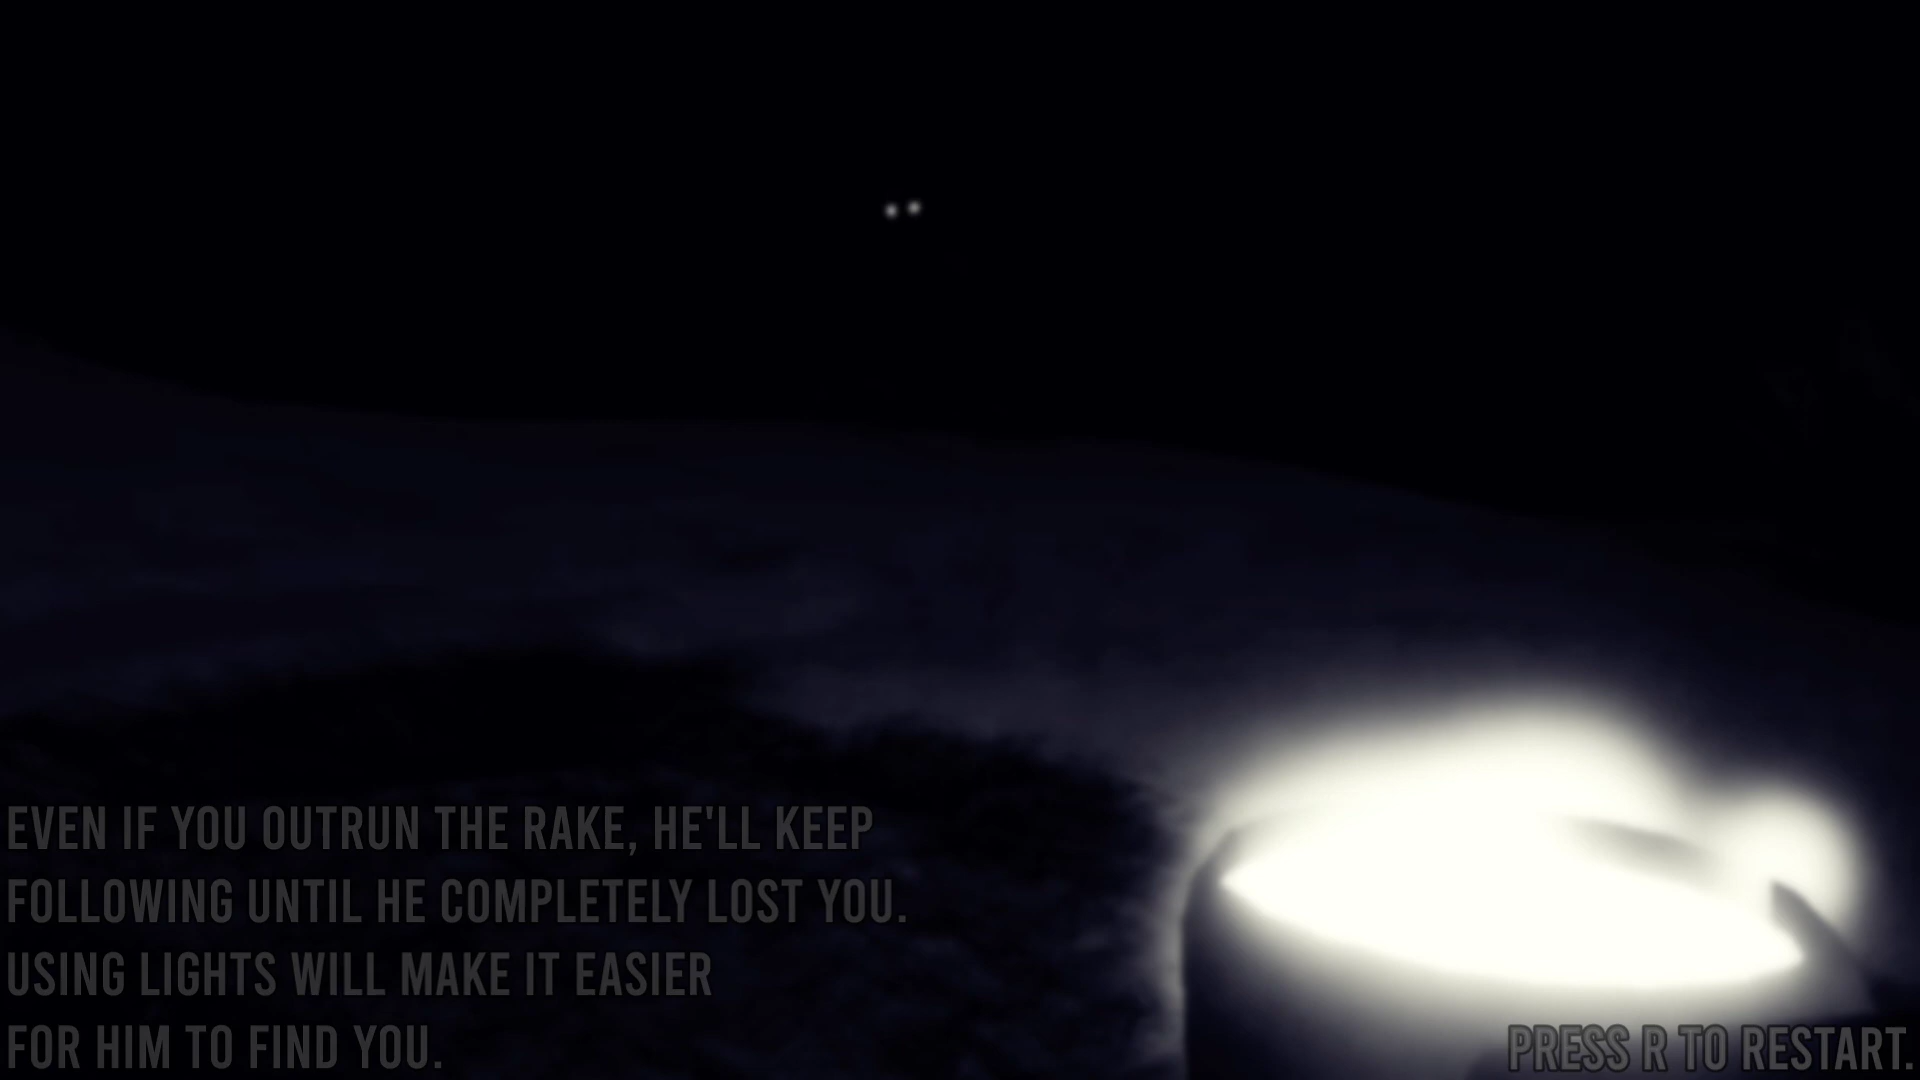 EVEN IF YOU OUTRUN THE RAKE, HE'LL KEEP
FOLLOWING UNTIL HE COMPLETELY LOST YOU.
USING LIGHTS WILL MAKE IT EASIER
FOR HIM TO FIND YOU.
PRESS R TO RESTART.